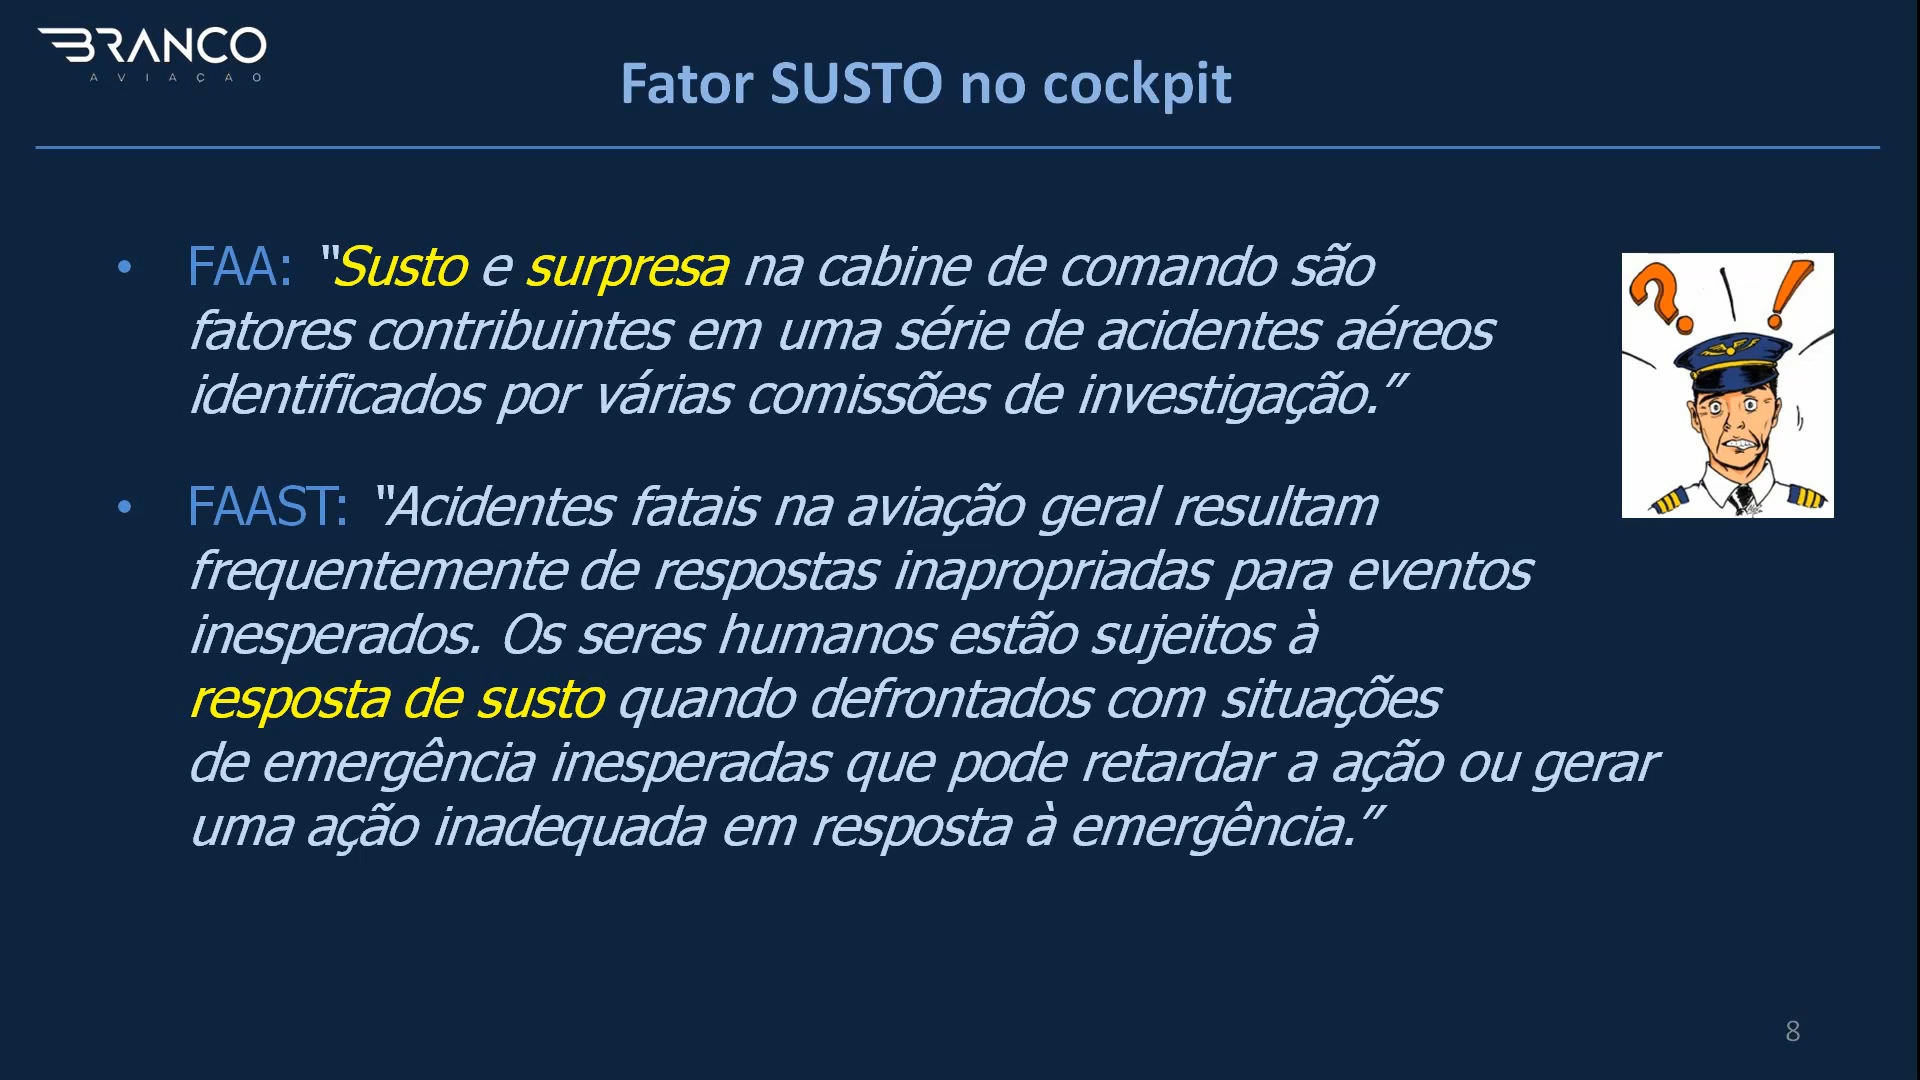 BRANCO
AVIAÇAO
Fator SUSTO no cockpit
• FAA: “Susto e surpresa na cabine de comando são
fatores contribuintes em uma série de acidentes aéreos
identificados por várias comissões de investigação.”
• FAAST: “Acidentes fatais na aviação geral resultam
frequentemente de respostas inapropriadas para eventos
inesperados. Os seres humanos estão sujeitos à
resposta de susto quando defrontados com situações
de emergência inesperadas que pode retardar a ação ou gerar
uma ação inadequada em resposta à emergência.”
? !
8